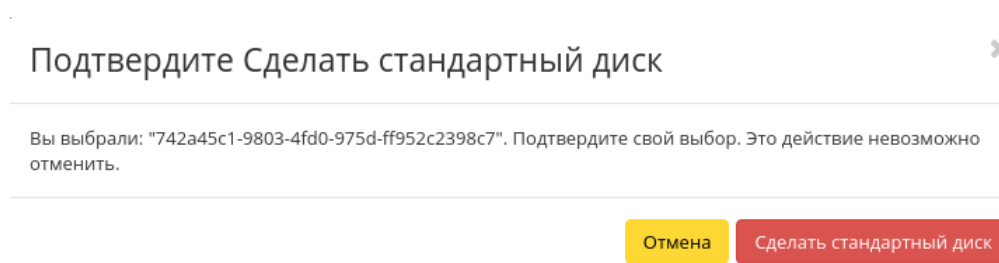 Подтвердите Сделать стандартный диск
Вы выбрали: "742a45c1-9803-4fd0-975d-ff952c2398c7". Подтвердите свой выбор. Это действие невозможно
отменить.
Отмена
Сделать стандартный диск